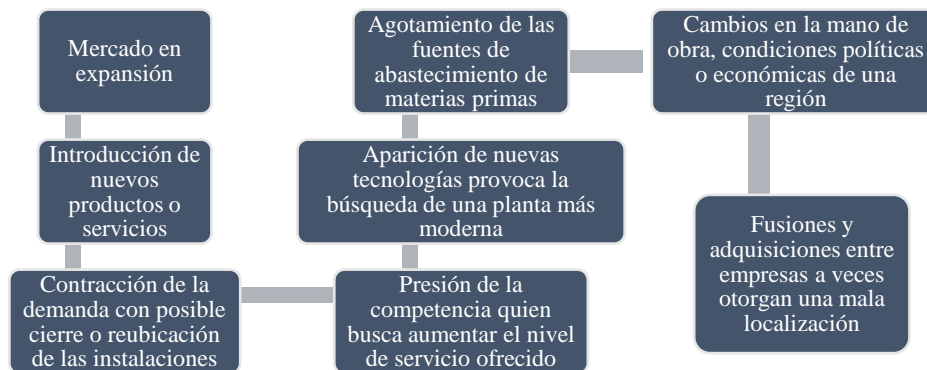 Mercado en
expansión
Introducción de
nuevos
productos o
servicios
Contracción de la
demanda con posible
cierre o reubicación
de las instalaciones
Presión de la
competencia quien
busca aumentar el nivel
de servicio ofrecido
Aparición de nuevas
tecnologías provoca la
búsqueda de una planta más
moderna
Agotamiento de las
fuentes de
abastecimiento de
materias primas
Cambios en la mano de
obra, condiciones políticas
o económicas de una
región
Fusiones y
adquisiciones entre
empresas a veces
otorgan una mala
localización